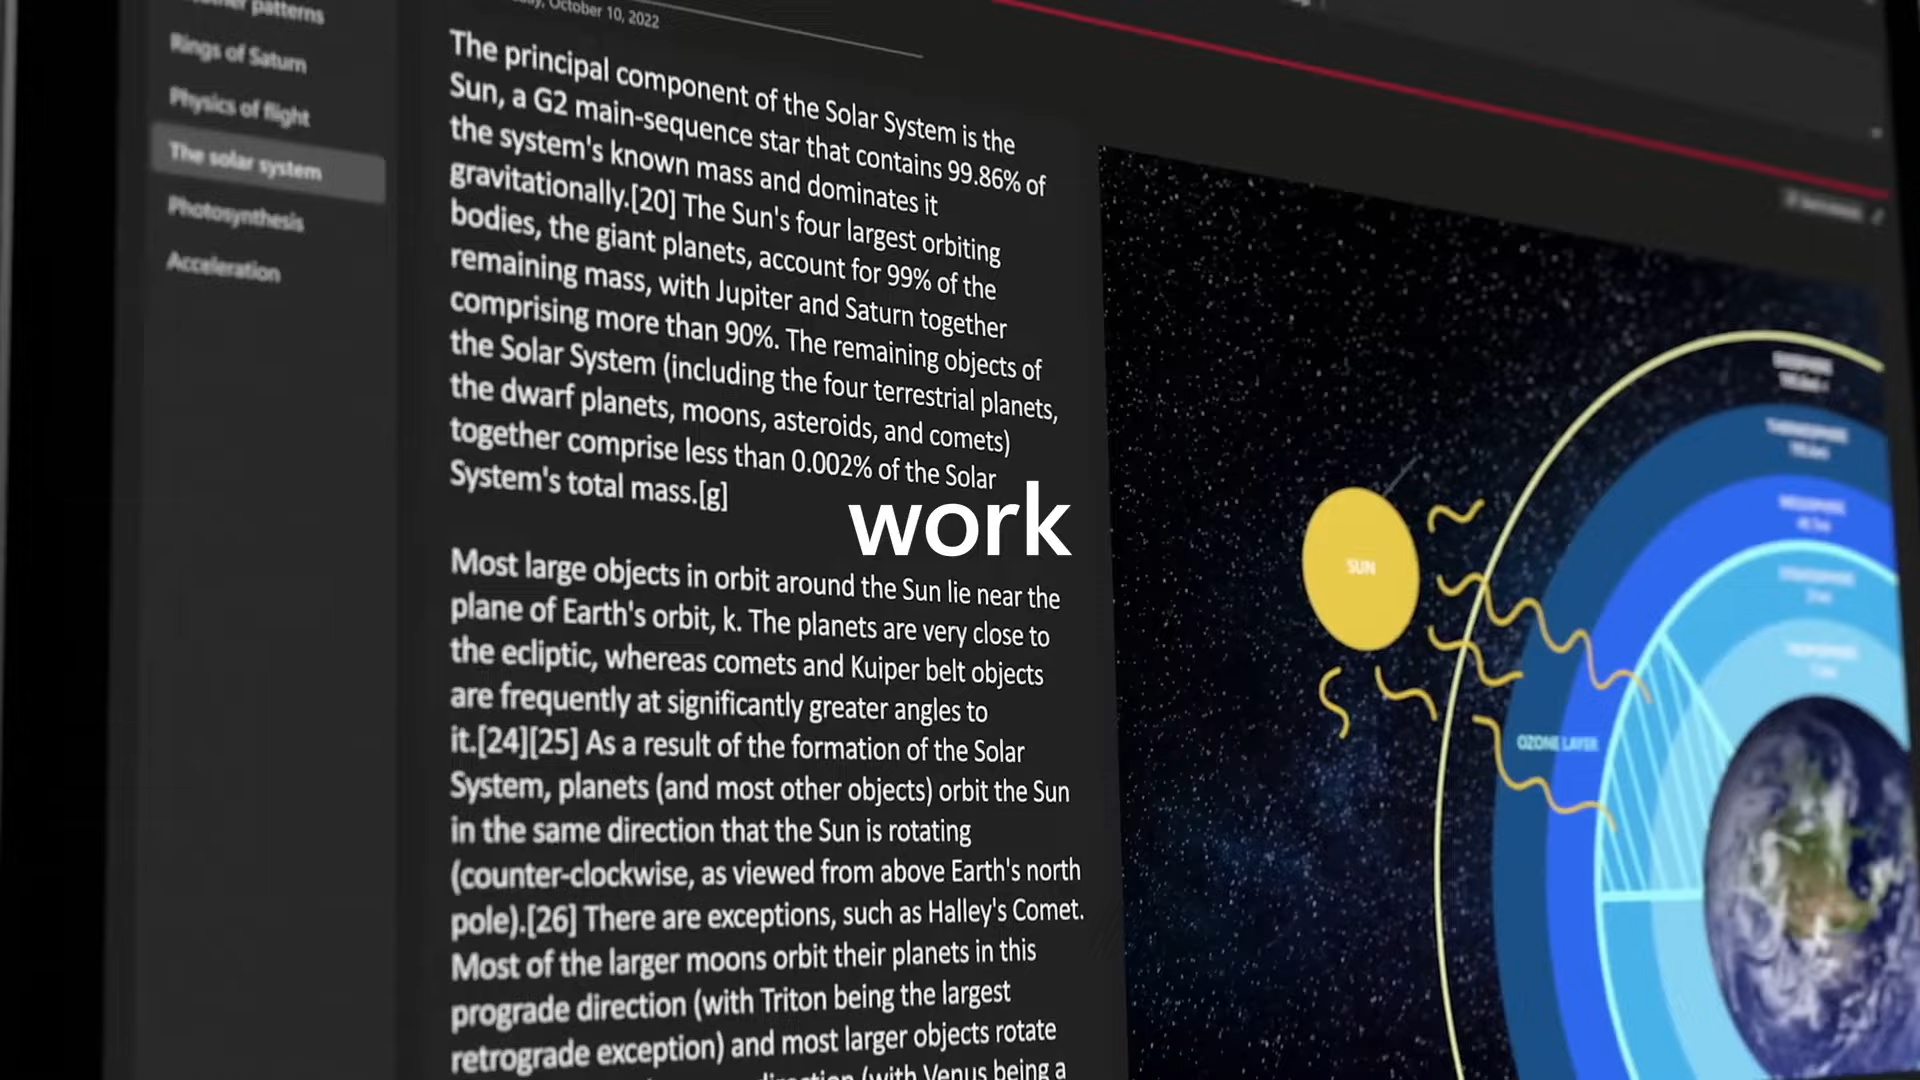 other patterns
Rings of Saturn
Physics of flight
The solar system
Photosynthesis
Acceleration
October 10, 2022
The principal component of the Solar System is the
Sun, a G2 main-sequence star that contains 99.86% of
the system's known mass and dominates it
gravitationally.[20] The Sun's four largest orbiting
bodies, the giant planets, account for 99% of the
remaining mass, with Jupiter and Saturn together
comprising more than 90%. The remaining objects of
the Solar System (including the four terrestrial planets,
the dwarf planets, moons, asteroids, and comets)
together comprise less than 0.002% of the Solar
System's total mass.[g]
work
Most large objects in orbit around the Sun lie near the
plane of Earth's orbit, k. The planets are very close to
the ecliptic, whereas comets and Kuiper belt objects
are frequently at significantly greater angles to
it.[24][25] As a result of the formation of the Solar
System, planets (and most other objects) orbit the Sun
in the same direction that the Sun is rotating
(counter-clockwise, as viewed from above Earth's north
pole).[26] There are exceptions, such as Halley's Comet.
Most of the larger moons orbit their planets in this
prograde direction (with Triton being the largest
retrograde exception) and most larger objects rotate
direction (with Venus being a
SUN
OZONE LAYER